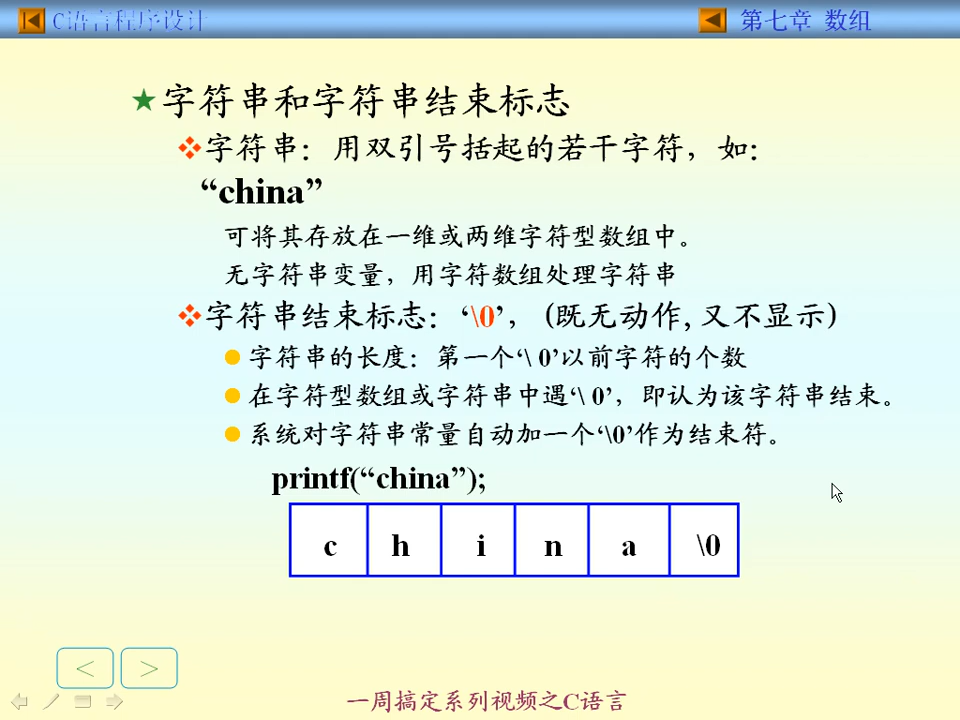 C语言程序设计
第七章 数组
字符串和字符串结束标志
字符串：用双引号括起的若干字符，如：
“china”
可将其存放在一维或两维字符型数组中。
无字符串变量，用字符数组处理字符串
字符串结束标志：‘\0’，(既无动作，又不显示)
字符串的长度：第一个‘\ 0’以前字符的个数
在字符型数组或字符串中遇‘\ 0’，即认为该字符串结束。
系统对字符串常量自动加一个‘\0’作为结束符。
printf(“china”);
c h i n a \0
< >
一周搞定系列视频之C语言